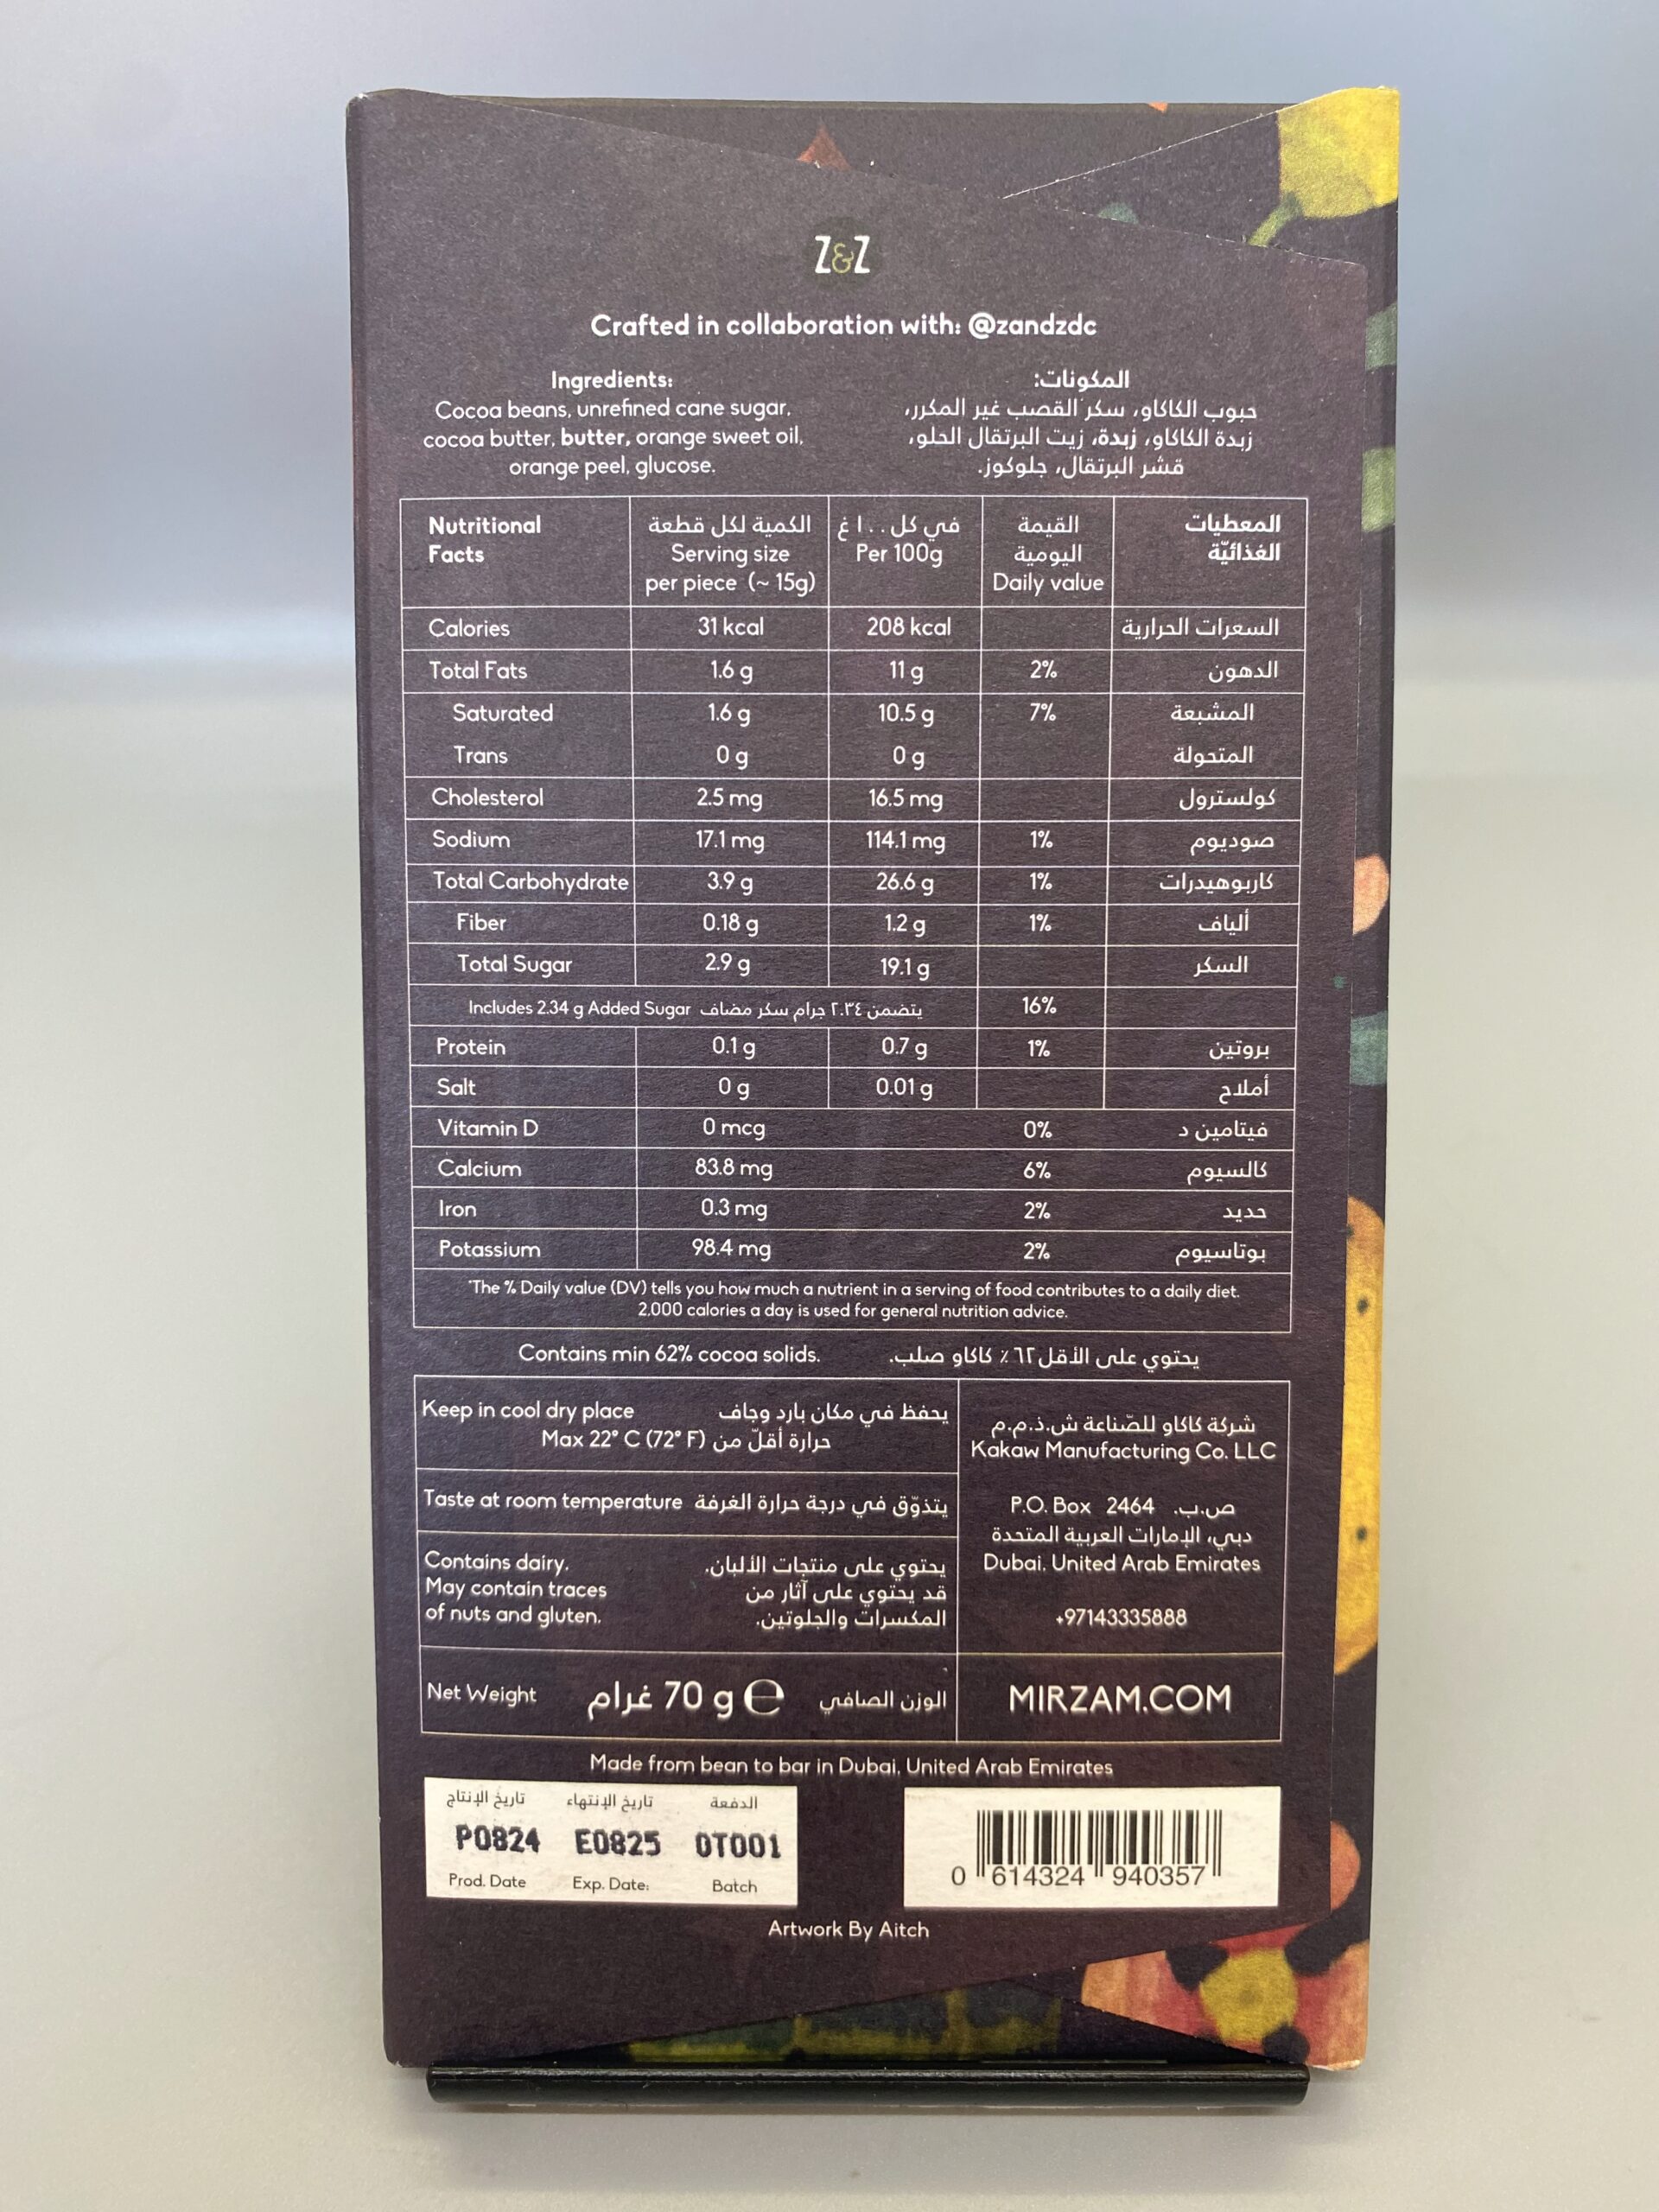 Z&Z
Crafted in collaboration with: @zandzdc
Ingredients:
Cocoa beans, unrefined cane sugar,
cocoa butter, butter, orange sweet oil,
orange peel, glucose.
المكونات:
حبوب الكاكاو، سكر القصب غير المكرر،
زبدة الكاكاو، زبدة، زيت البرتقال الحلو،
قشر البرتقال، جلوكوز.
Nutritional
Facts
الكمية لكل قطعة
Serving size
per piece (~ 15g)
في كل ١٠٠ غ
Per 100g
القيمة
اليومية
Daily value
المعطيات
الغذائيّة
Calories 31 kcal 208 kcal السعرات الحرارية
Total Fats 1.6 g 11 g 2% الدهون
Saturated 1.6 g 10.5 g 7% المشبعة
Trans 0 g 0 g المتحولة
Cholesterol 2.5 mg 16.5 mg كولسترول
Sodium 17.1 mg 114.1 mg 1% صوديوم
Total Carbohydrate 3.9 g 26.6 g 1% كاربوهيدرات
Fiber 0.18 g 1.2 g 1% ألياف
Total Sugar 2.9 g 19.1 g السكر
Includes 2.34 g Added Sugar يتضمن ٢.٣٤ جرام سكر مضاف 16%
Protein 0.1 g 0.7 g 1% بروتين
Salt 0 g 0.01 g أملاح
Vitamin D 0 mcg 0% فيتامين د
Calcium 83.8 mg 6% كالسيوم
Iron 0.3 mg 2% حديد
Potassium 98.4 mg 2% بوتاسيوم
*The % Daily value (DV) tells you how much a nutrient in a serving of food contributes to a daily diet.
2,000 calories a day is used for general nutrition advice.
Contains min 62% cocoa solids. يحتوي على الأقل ٦٢ ٪ كاكاو صلب.
Keep in cool dry place يحفظ في مكان بارد وجاف
Max 22° C (72° F) حرارة أقلّ من
Taste at room temperature يتذوّق في درجة حرارة الغرفة
Contains dairy.
May contain traces
of nuts and gluten.
يحتوي على منتجات الألبان.
قد يحتوي على آثار من
المكسرات والجلوتين.
Net Weight 70 g ℮ غرام الوزن الصافي
شركة كاكاو للصّناعة ش.ذ.م.م
Kakaw Manufacturing Co. LLC
P.O. Box 2464 ص.ب.
دبي، الإمارات العربية المتحدة
Dubai, United Arab Emirates
+97143335888
MIRZAM.COM
Made from bean to bar in Dubai, United Arab Emirates
تاريخ الإنتاج تاريخ الإنتهاء الدفعة
P0824 E0825 0T001
Prod. Date Exp. Date: Batch
0 614324 940357
Artwork By Aitch